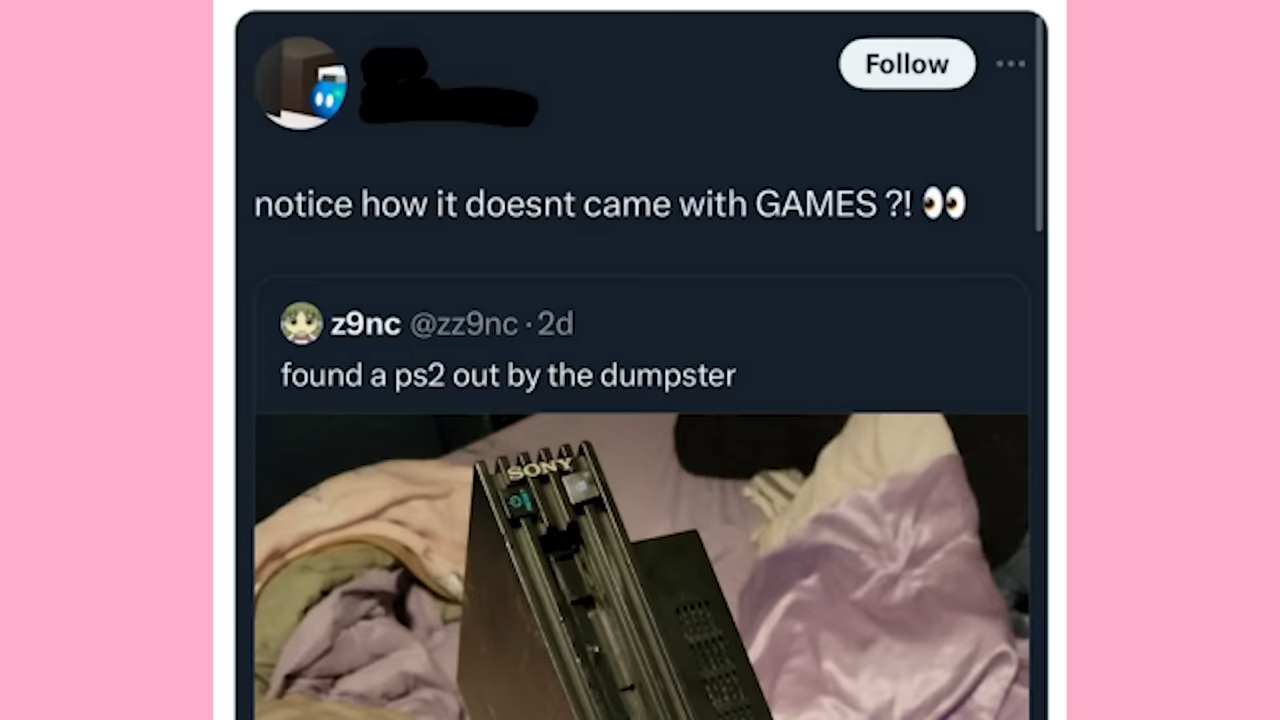 Follow
notice how it doesnt came with GAMES ?! 👀
z9nc @zz9nc · 2d
found a ps2 out by the dumpster
SONY